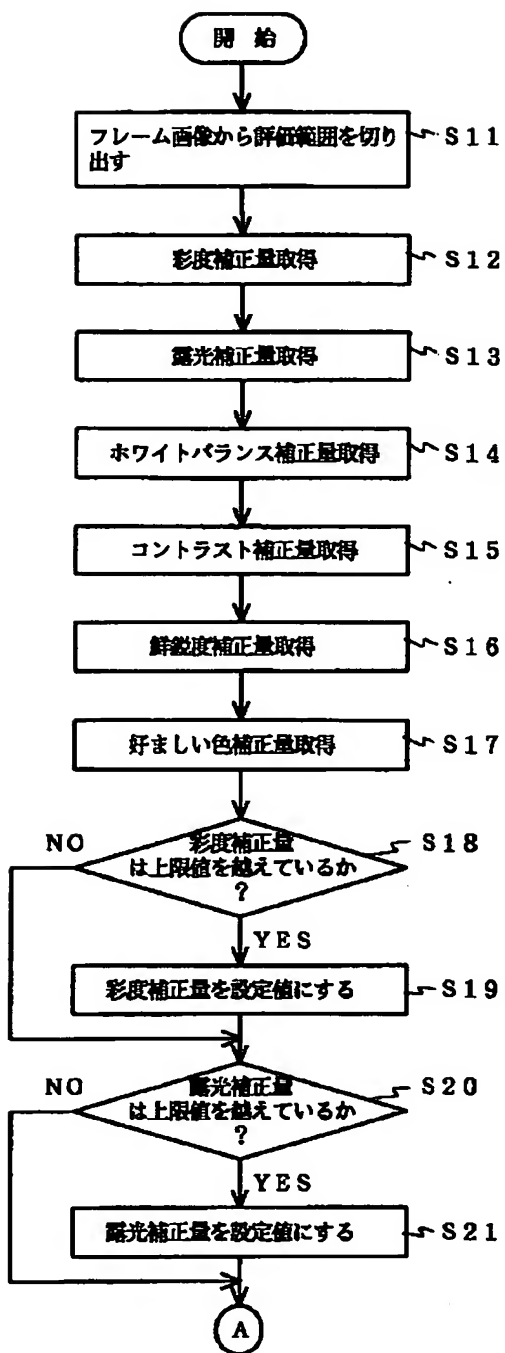 開 始
フレーム画像から評価範囲を切り
出す
S11
彩度補正量取得
S12
露光補正量取得
S13
ホワイトバランス補正量取得
S14
コントラスト補正量取得
S15
鮮鋭度補正量取得
S16
好ましい色補正量取得
S17
彩度補正量
は上限値を越えているか
?
S18
NO
YES
彩度補正量を設定値にする
S19
露光補正量
は上限値を越えているか
?
S20
NO
YES
露光補正量を設定値にする
S21
A